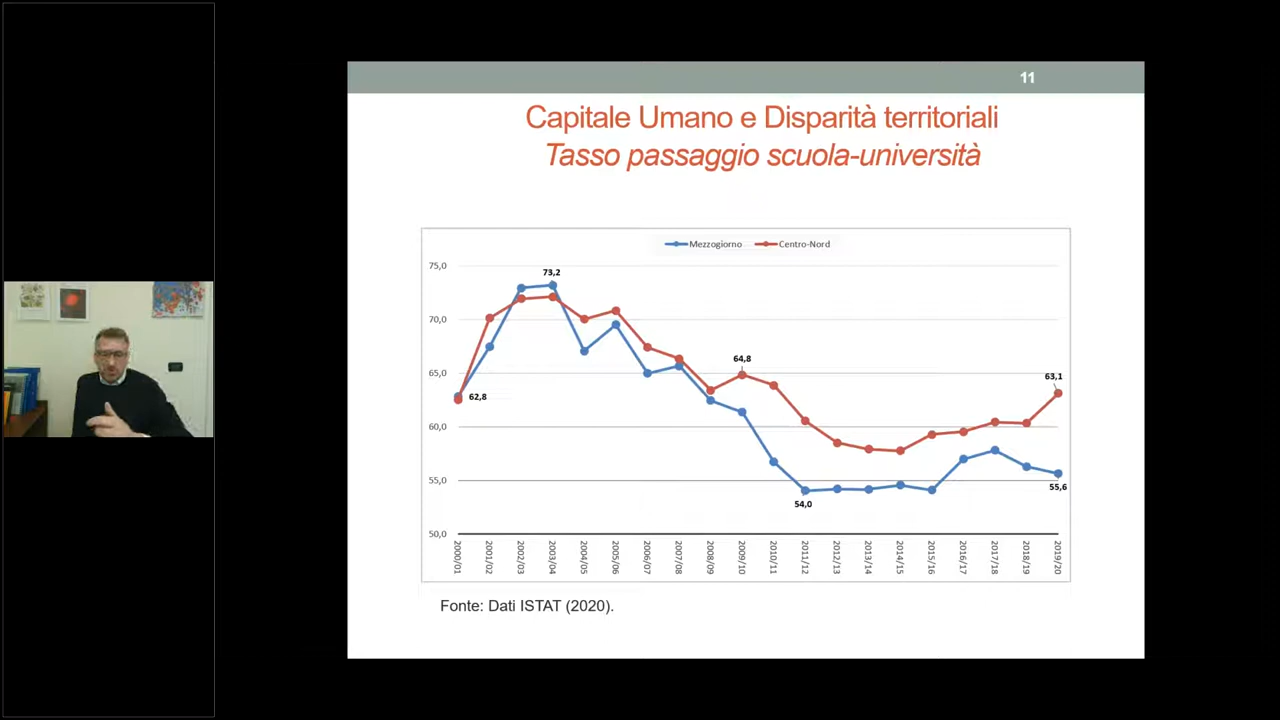 11
Capitale Umano e Disparità territoriali
Tasso passaggio scuola-università
Mezzogiorno Centro-Nord
75,0
73,2
70,0
65,0
64,8
63,1
62,8
60,0
55,0
55,6
54,0
50,0
2000/01 2001/02 2002/03 2003/04 2004/05 2005/06 2006/07 2007/08 2008/09 2009/10 2010/11 2011/12 2012/13 2013/14 2014/15 2015/16 2016/17 2017/18 2018/19 2019/20
Fonte: Dati ISTAT (2020).